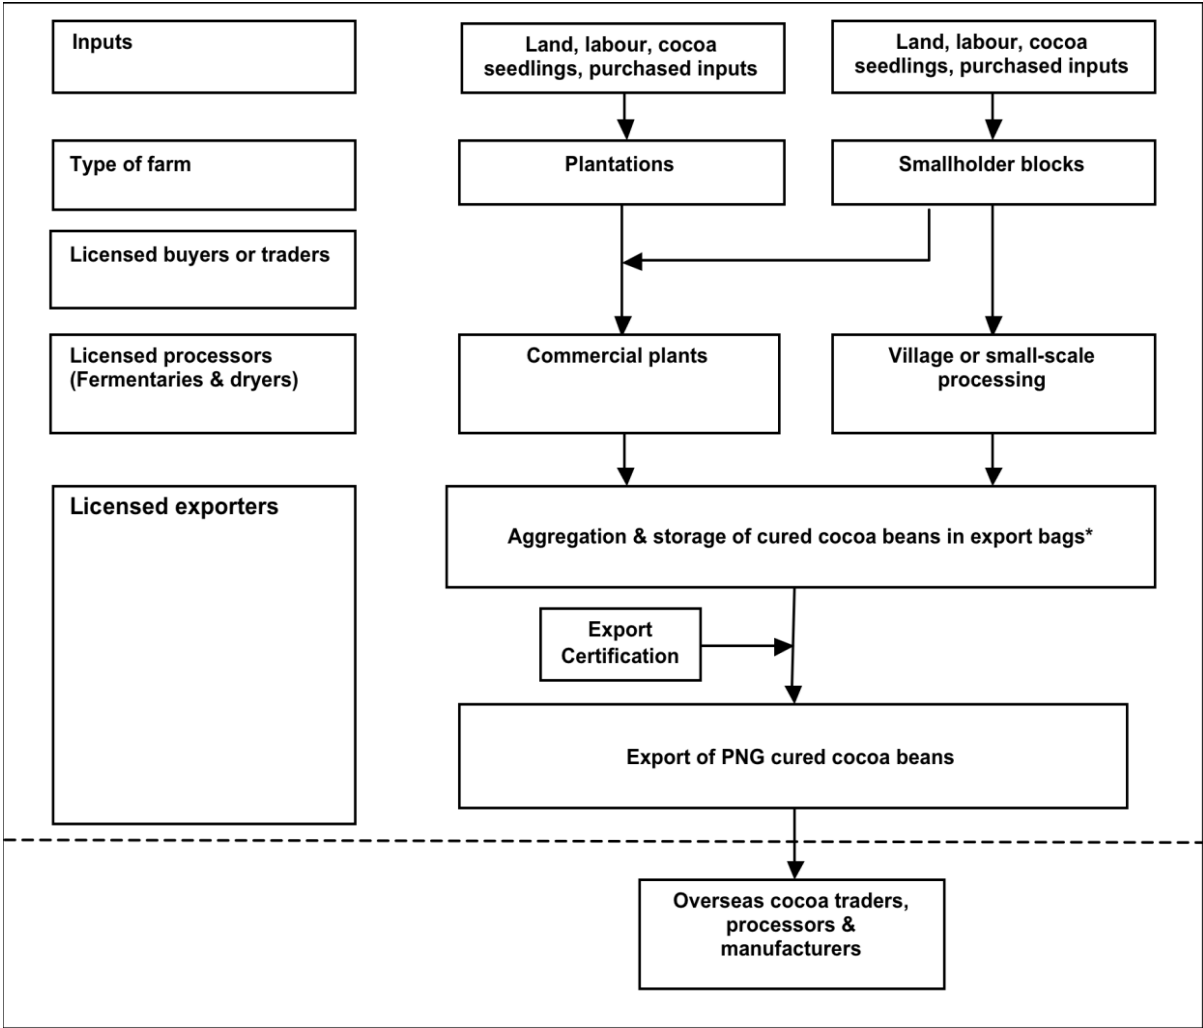 Inputs
Land, labour, cocoa
seedlings, purchased inputs
Land, labour, cocoa
seedlings, purchased inputs
Type of farm
Plantations
Smallholder blocks
Licensed buyers or traders
Licensed processors
(Fermentaries & dryers)
Commercial plants
Village or small-scale
processing
Licensed exporters
Aggregation & storage of cured cocoa beans in export bags*
Export
Certification
Export of PNG cured cocoa beans
Overseas cocoa traders,
processors &
manufacturers